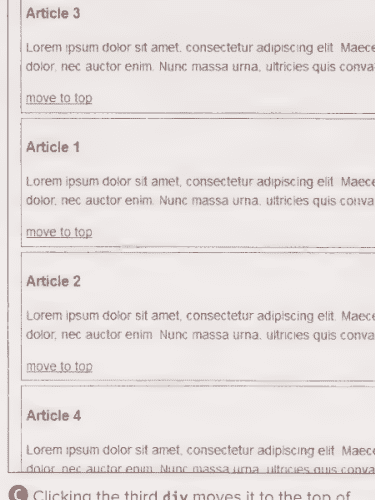 Article 3
Lorem ipsum dolor sit amet, consectetur adipiscing elit. Maece
dolor, nec auctor enim. Nunc massa urna, ultricies quis conva
move to top
Article 1
Lorem ipsum dolor sit amet, consectetur adipiscing elit. Maece
dolor, nec auctor enim. Nunc massa urna, ultricies quis conva
move to top
Article 2
Lorem ipsum dolor sit amet, consectetur adipiscing elit. Maece
dolor, nec auctor enim. Nunc massa urna, ultricies quis conva
move to top
Article 4
Lorem ipsum dolor sit amet, consectetur adipiscing elit. Maece
dolor, nec auctor enim. Nunc massa urna, ultricies quis conva
C Clicking the third div moves it to the top of